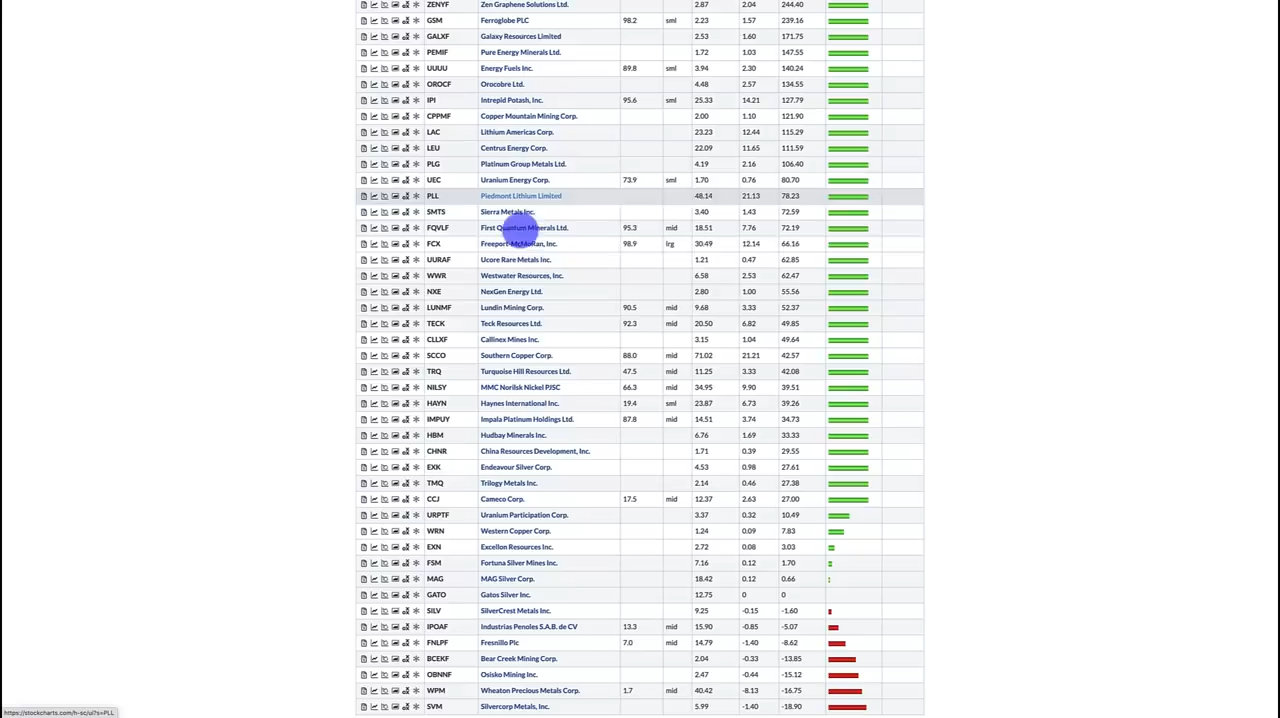 ZENYF Zen Graphene Solutions Ltd. 2.87 2.04 244.40
GSM Ferroglobe PLC 98.2 sml 2.23 1.57 239.16
GALXF Galaxy Resources Limited 2.53 1.60 171.75
PEMIF Pure Energy Minerals Ltd. 1.72 1.03 147.55
UUUU Energy Fuels Inc. 89.8 sml 3.94 2.30 140.24
OROCF Orocobre Ltd. 4.48 2.57 134.55
IPI Intrepid Potash, Inc. 95.6 sml 25.33 14.21 127.79
CPPMF Copper Mountain Mining Corp. 2.00 1.10 121.90
LAC Lithium Americas Corp. 23.23 12.44 115.29
LEU Centrus Energy Corp. 22.09 11.65 111.59
PLG Platinum Group Metals Ltd. 4.19 2.16 106.40
UEC Uranium Energy Corp. 73.9 sml 1.70 0.76 80.70
PLL Piedmont Lithium Limited 48.14 21.13 78.23
SMTS Sierra Metals Inc. 3.40 1.43 72.59
FQVLF First Quantum Minerals Ltd. 95.3 mid 18.51 7.76 72.19
FCX Freeport-McMoRan, Inc. 98.9 lrg 30.49 12.14 66.16
UURAF Ucore Rare Metals Inc. 1.21 0.47 62.85
WWR Westwater Resources, Inc. 6.58 2.53 62.47
NXE NexGen Energy Ltd. 2.80 1.00 55.56
LUNMF Lundin Mining Corp. 90.5 mid 9.68 3.33 52.37
TECK Teck Resources Ltd. 92.3 mid 20.50 6.82 49.85
CLLXF Callinex Mines Inc. 3.15 1.04 49.64
SCCO Southern Copper Corp. 88.0 mid 71.02 21.21 42.57
TRQ Turquoise Hill Resources Ltd. 47.5 mid 11.25 3.33 42.08
NILSY MMC Norilsk Nickel PJSC 66.3 mid 34.95 9.90 39.51
HAYN Haynes International Inc. 19.4 sml 23.87 6.73 39.26
IMPUY Impala Platinum Holdings Ltd. 87.8 mid 14.51 3.74 34.73
HBM Hudbay Minerals Inc. 6.76 1.69 33.33
CHNR China Resources Development, Inc. 1.71 0.39 29.55
EXK Endeavour Silver Corp. 4.53 0.98 27.61
TMQ Trilogy Metals Inc. 2.14 0.46 27.38
CCJ Cameco Corp. 17.5 mid 12.37 2.63 27.00
URPTF Uranium Participation Corp. 3.37 0.32 10.49
WRN Western Copper Corp. 1.24 0.09 7.83
EXN Excellon Resources Inc. 2.72 0.08 3.03
FSM Fortuna Silver Mines Inc. 7.16 0.12 1.70
MAG MAG Silver Corp. 18.42 0.12 0.66
GATO Gatos Silver Inc. 12.75 0 0
SILV SilverCrest Metals Inc. 9.25 -0.15 -1.60
IPOAF Industrias Penoles S.A.B. de CV 13.3 mid 15.90 -0.85 -5.07
FNLPF Fresnillo Plc 7.0 mid 14.79 -1.40 -8.62
BCEKF Bear Creek Mining Corp. 2.04 -0.33 -13.85
OBNNF Osisko Mining Inc. 2.47 -0.44 -15.12
WPM Wheaton Precious Metals Corp. 1.7 mid 40.42 -8.13 -16.75
SVM Silvercorp Metals, Inc. 5.99 -1.40 -18.90
https://stockcharts.com/h-sc/ui?s=PLL